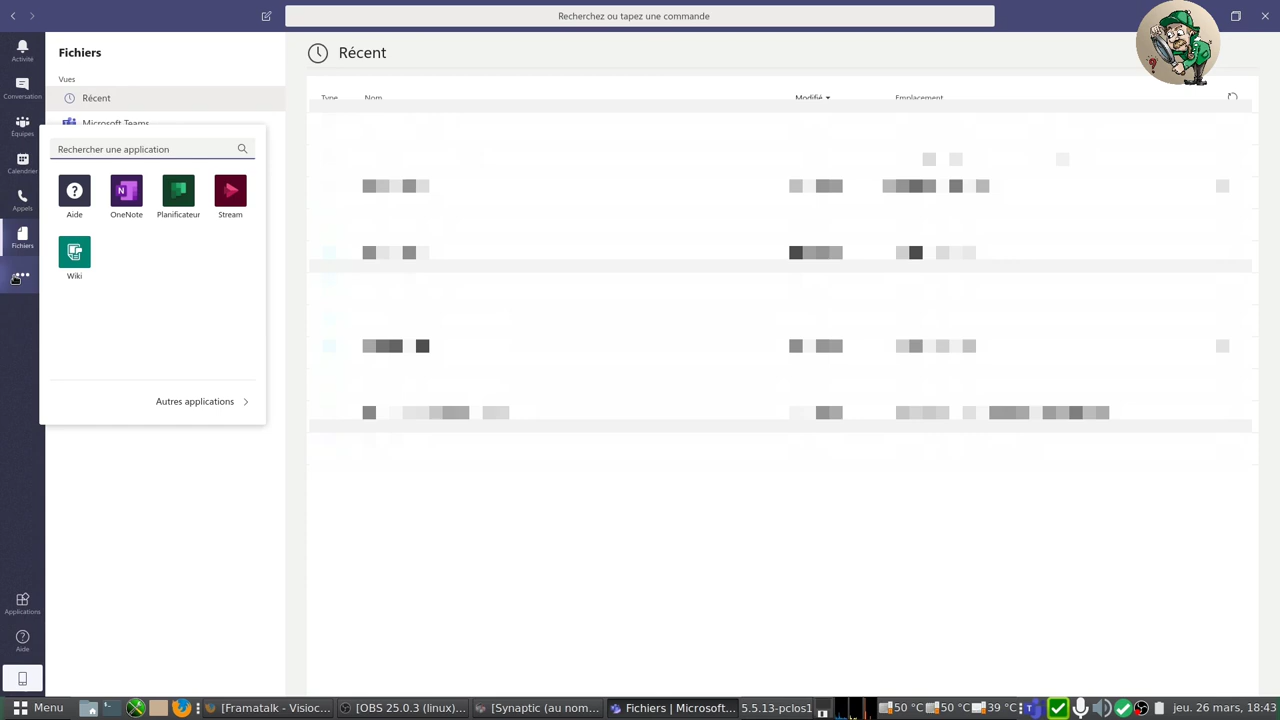 Recherchez ou tapez une commande
Activité
Conversation
Équipes
Calendrier
Appels
Fichiers
Applications
Aide
Fichiers
Vues
Récent
Microsoft Teams
Rechercher une application
Aide
OneNote
Planificateur
Stream
Wiki
Autres applications
Récent
Type Nom Modifié Emplacement
?
Menu
[Framatalk – Visioc...
[OBS 25.0.3 (linux)...
[Synaptic (au nom...
Fichiers | Microsoft...
5.5.13-pclos1
50 °C 50 °C 39 °C
jeu. 26 mars, 18:43